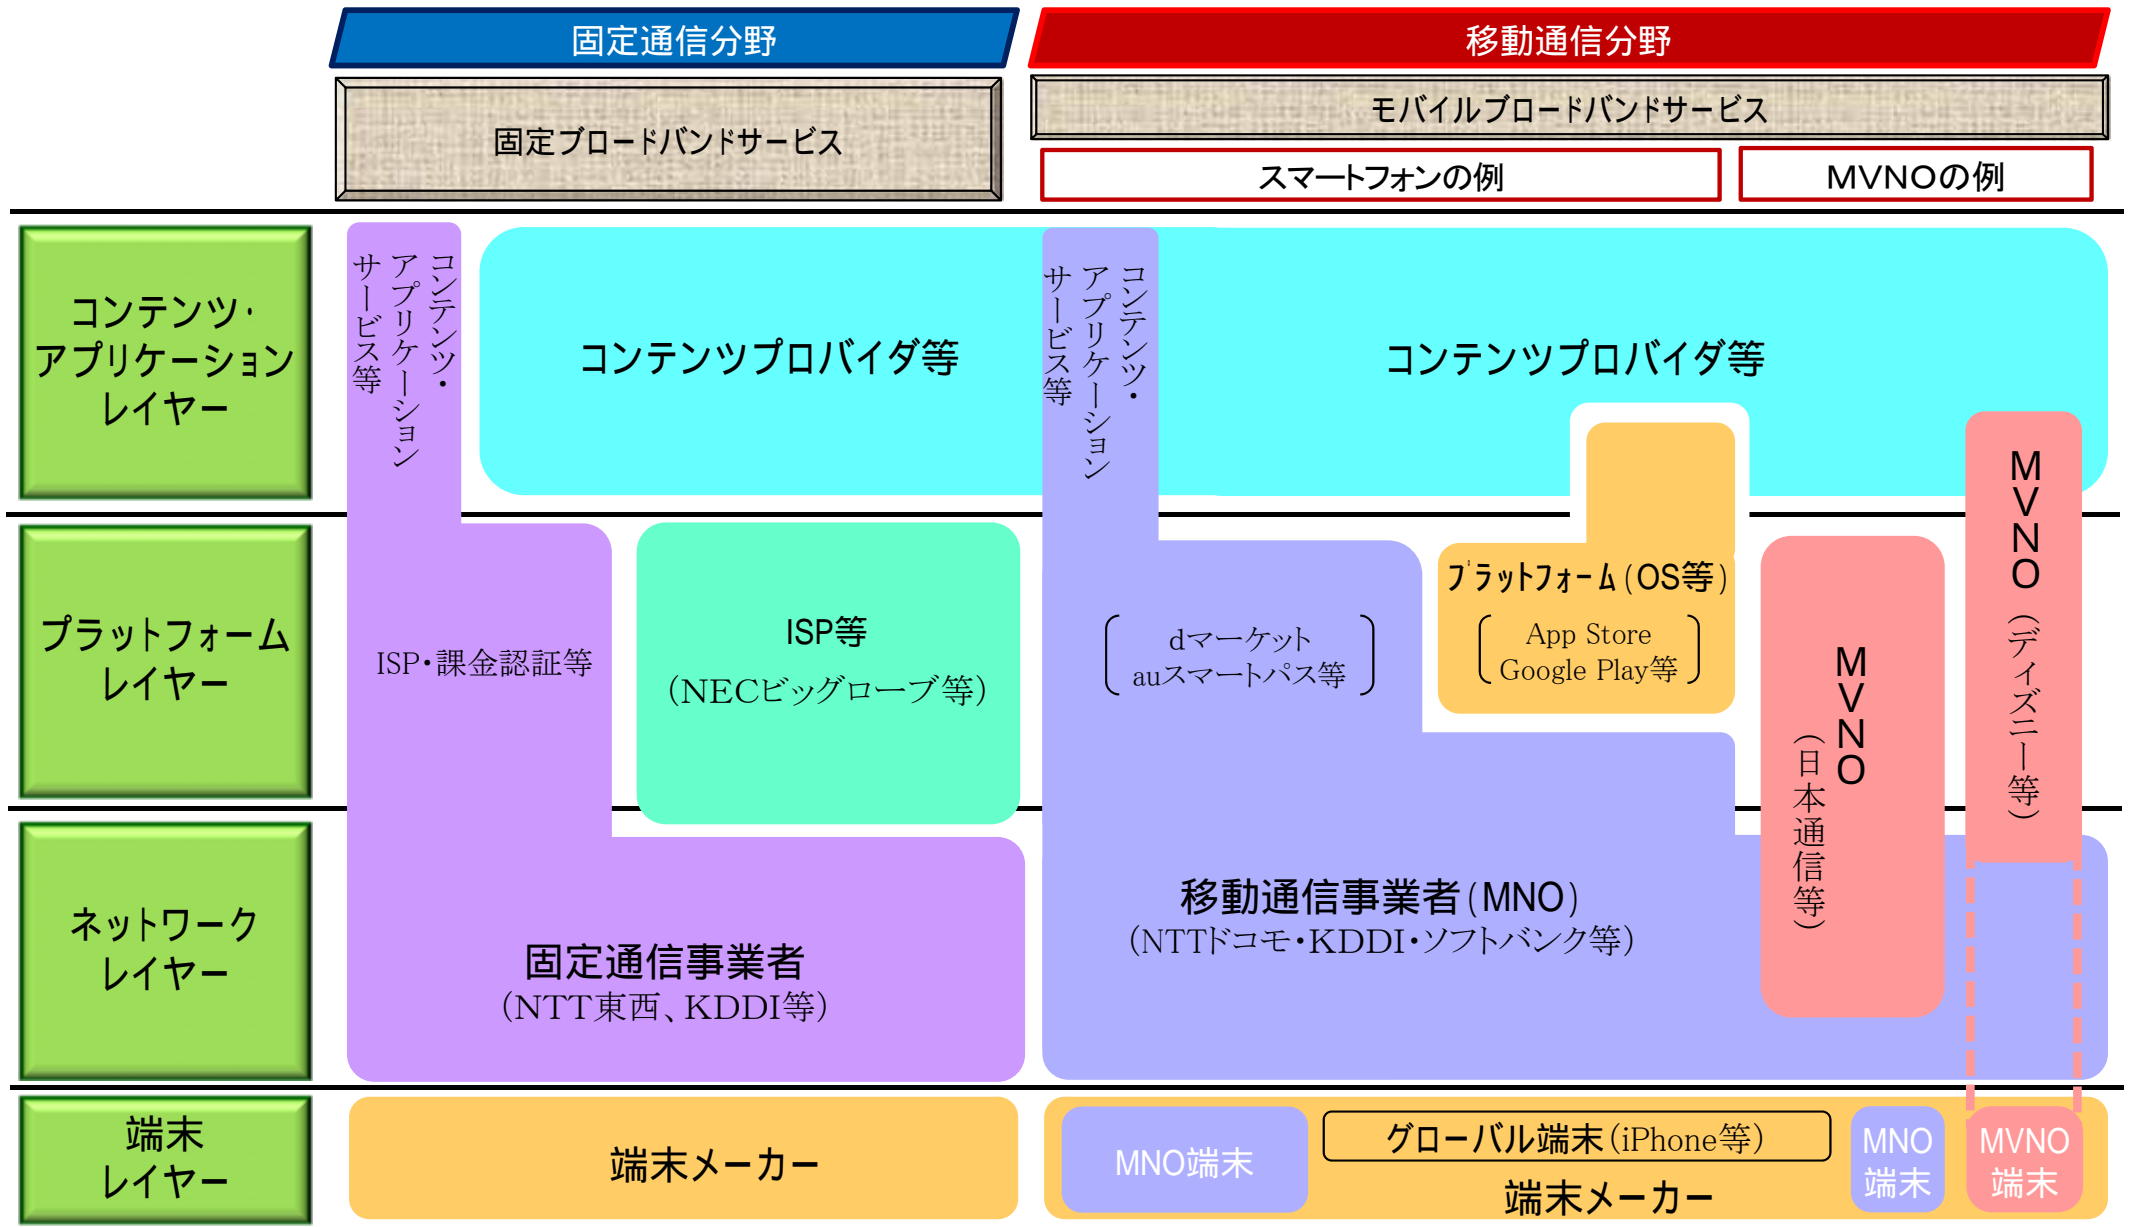 固定通信分野
移動通信分野
固定ブロードバンドサービス
モバイルブロードバンドサービス
スマートフォンの例
MVNOの例
コンテンツ・
アプリケーション
レイヤー
コンテンツ・
アプリケーション
サービス等
コンテンツプロバイダ等
コンテンツ・
アプリケーション
サービス等
コンテンツプロバイダ等
プラットフォーム
レイヤー
ISP・課金認証等
ISP等
（NECビッグローブ等）
dマーケット
auスマートパス等
プラットフォーム(OS等)
App Store
Google Play等
MVNO
（日本通信等）
MVNO（ディズニー等）
ネットワーク
レイヤー
固定通信事業者
（NTT東西、KDDI等）
移動通信事業者(MNO)
（NTTドコモ・KDDI・ソフトバンク等）
端末
レイヤー
端末メーカー
MNO端末
グローバル端末（iPhone等）
端末メーカー
MNO
端末
MVNO
端末